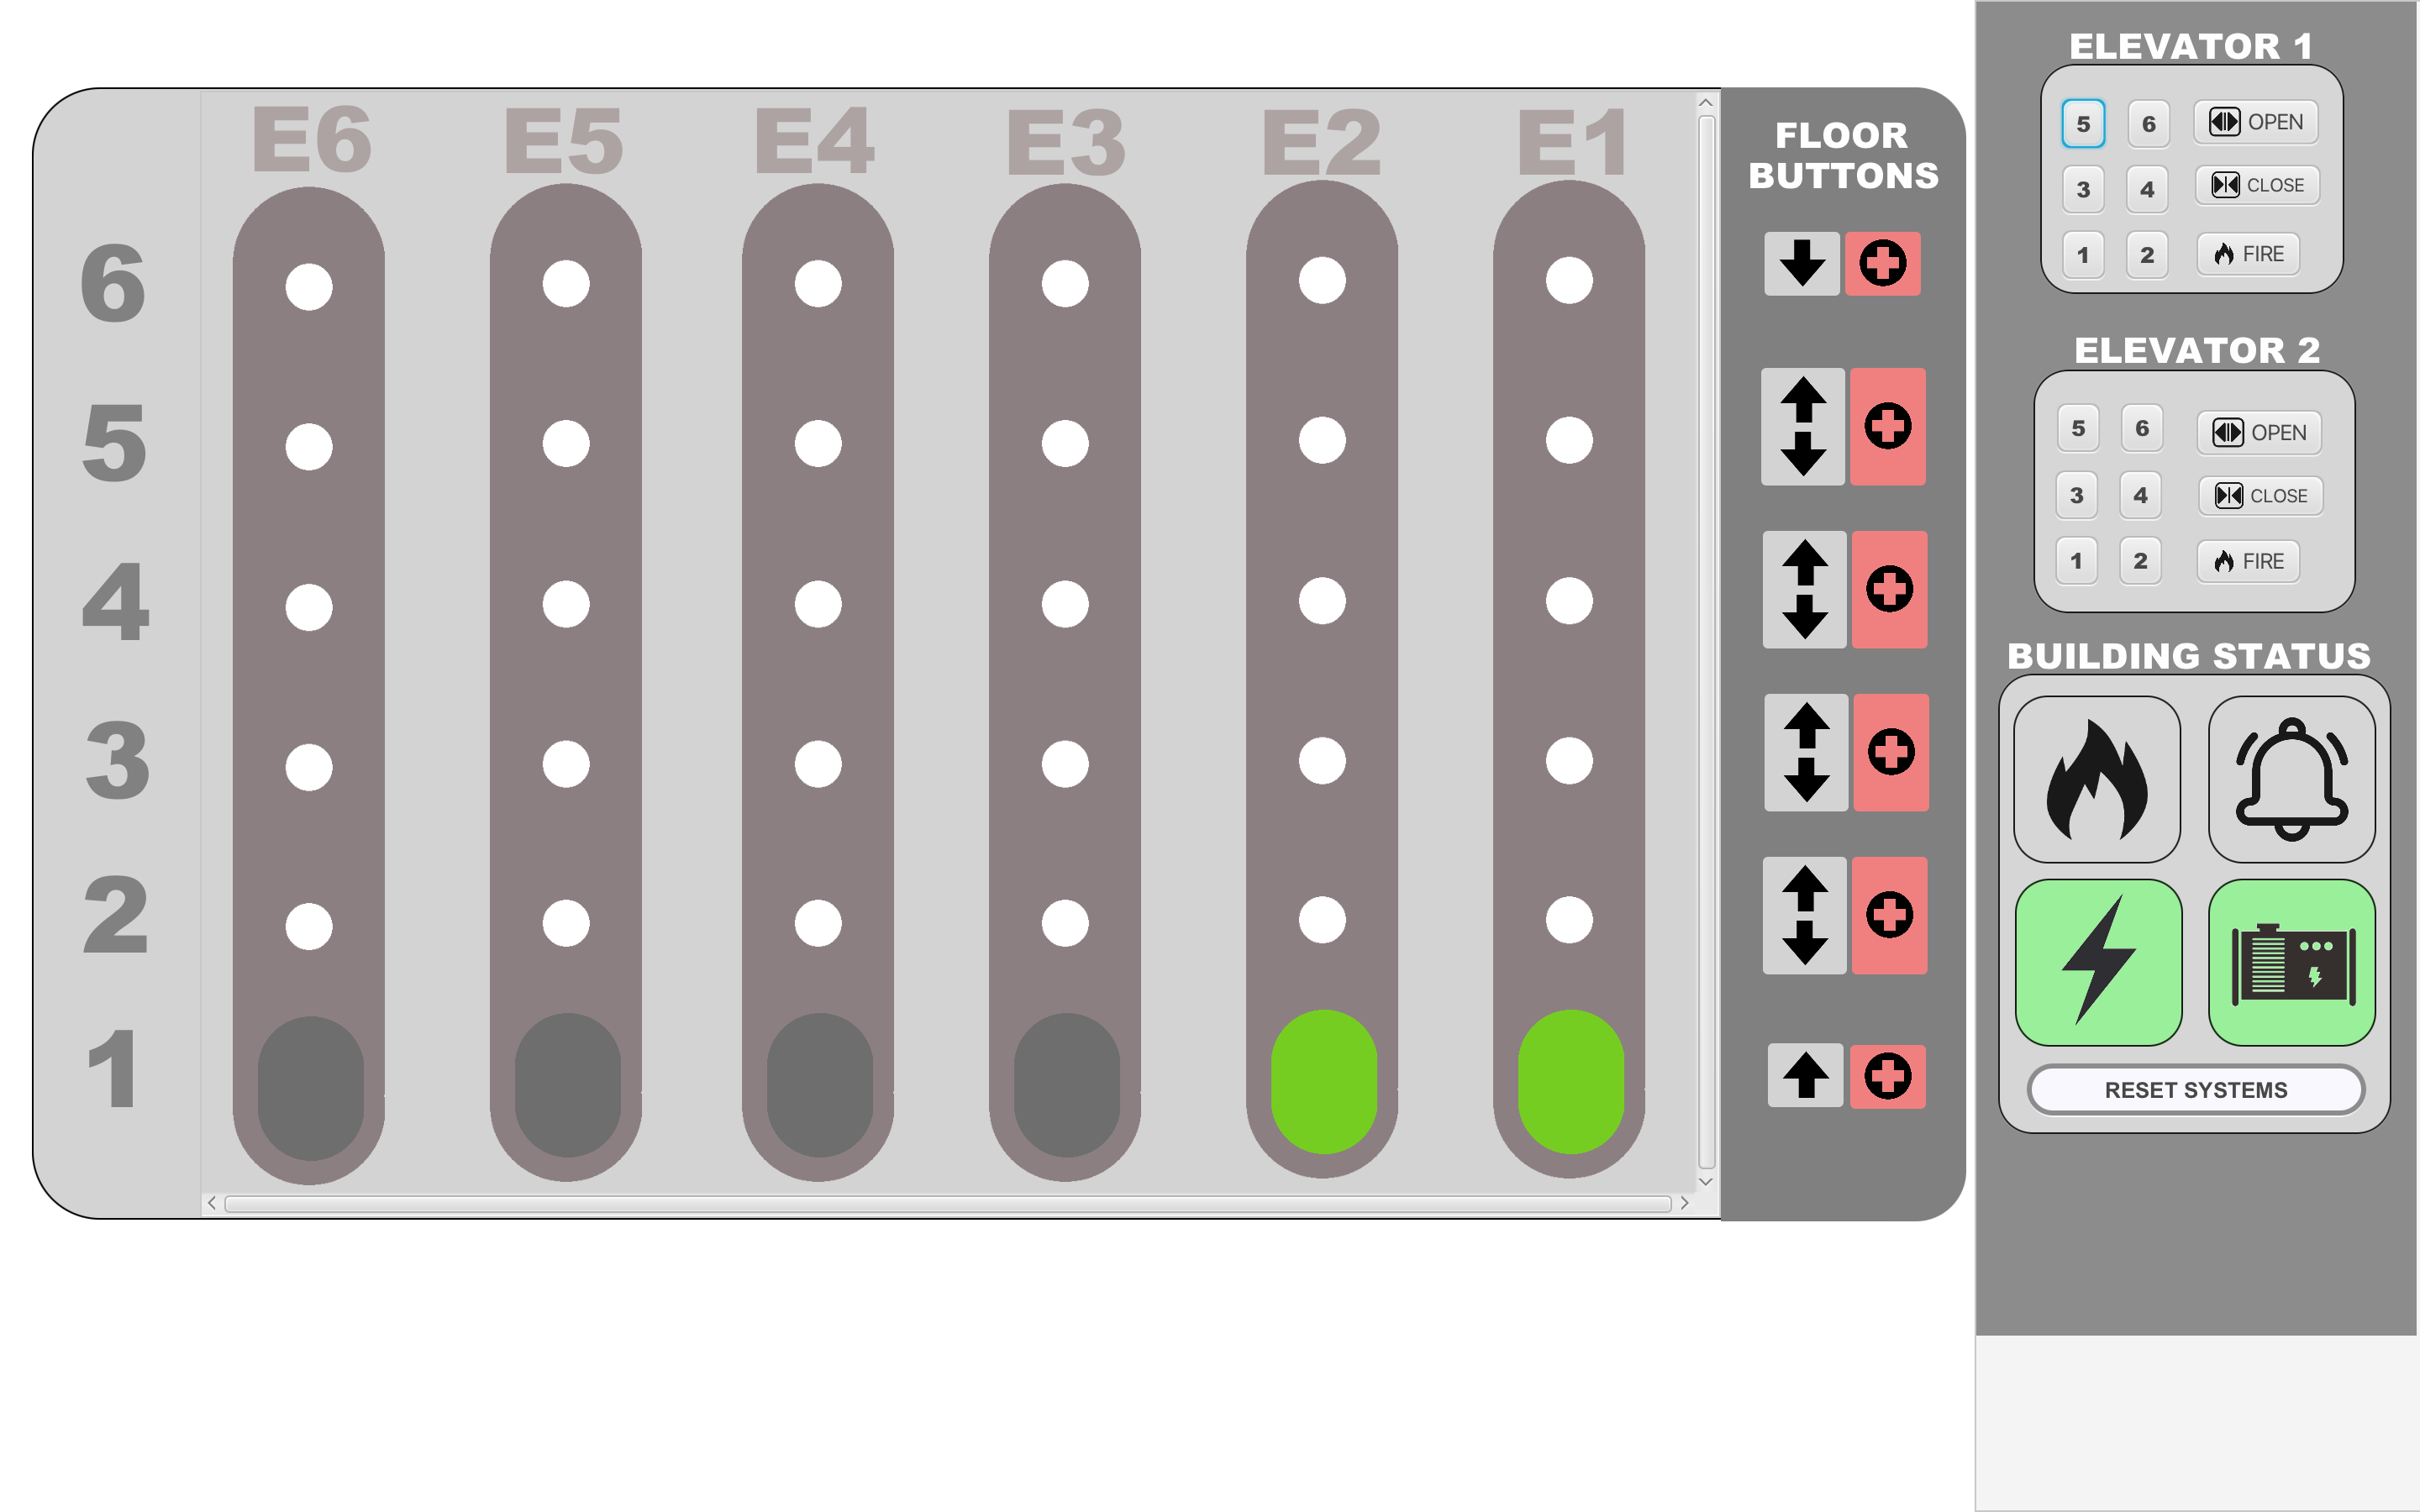 E6 E5 E4 E3 E2 E1
6
5
4
3
2
1
FLOOR
BUTTONS
ELEVATOR 1
5 6 OPEN
3 4 CLOSE
1 2 FIRE
ELEVATOR 2
5 6 OPEN
3 4 CLOSE
1 2 FIRE
BUILDING STATUS
RESET SYSTEMS